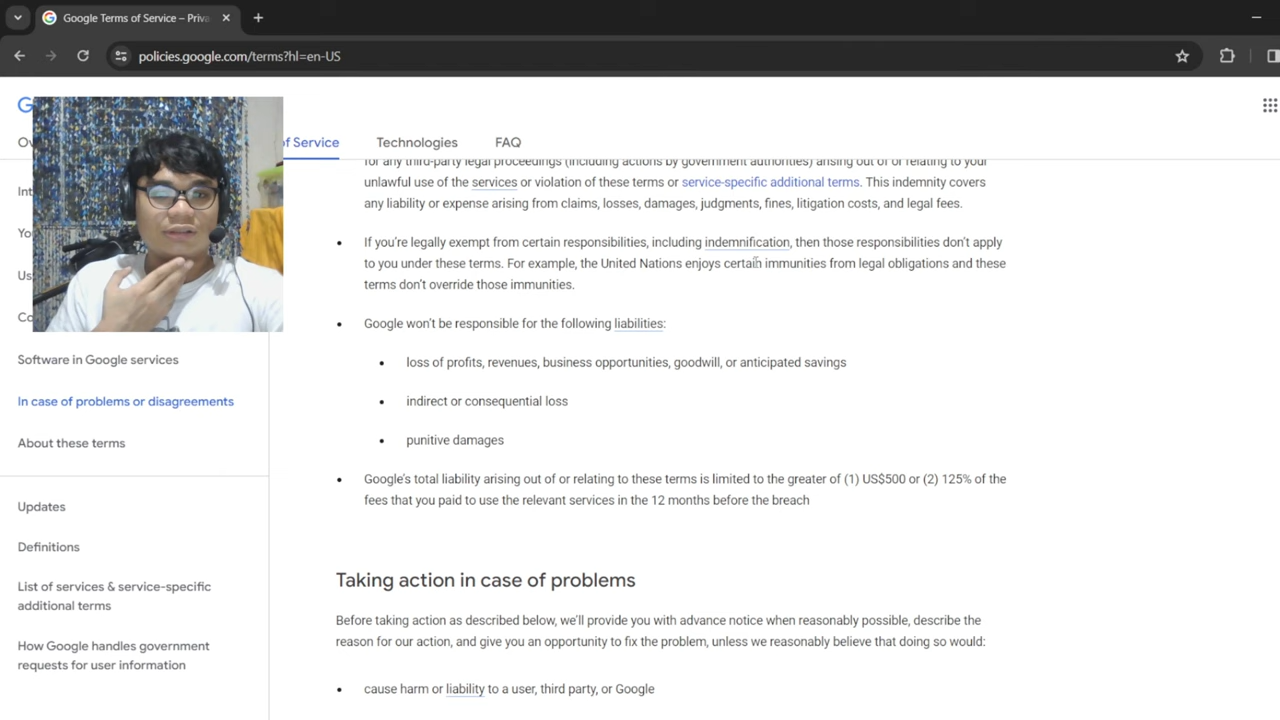 Google Terms of Service – Priva
policies.google.com/terms?hl=en-US
G
Ov
of Service
Technologies
FAQ
for any third-party legal proceedings (including actions by government authorities) arising out of or relating to your
unlawful use of the services or violation of these terms or service-specific additional terms. This indemnity covers
any liability or expense arising from claims, losses, damages, judgments, fines, litigation costs, and legal fees.
If you’re legally exempt from certain responsibilities, including indemnification, then those responsibilities don’t apply
to you under these terms. For example, the United Nations enjoys certain immunities from legal obligations and these
terms don’t override those immunities.
Google won’t be responsible for the following liabilities:
loss of profits, revenues, business opportunities, goodwill, or anticipated savings
indirect or consequential loss
punitive damages
Google’s total liability arising out of or relating to these terms is limited to the greater of (1) US$500 or (2) 125% of the
fees that you paid to use the relevant services in the 12 months before the breach
Taking action in case of problems
Before taking action as described below, we’ll provide you with advance notice when reasonably possible, describe the
reason for our action, and give you an opportunity to fix the problem, unless we reasonably believe that doing so would:
cause harm or liability to a user, third party, or Google
Int
Yo
Us
Co
Software in Google services
In case of problems or disagreements
About these terms
Updates
Definitions
List of services & service-specific
additional terms
How Google handles government
requests for user information